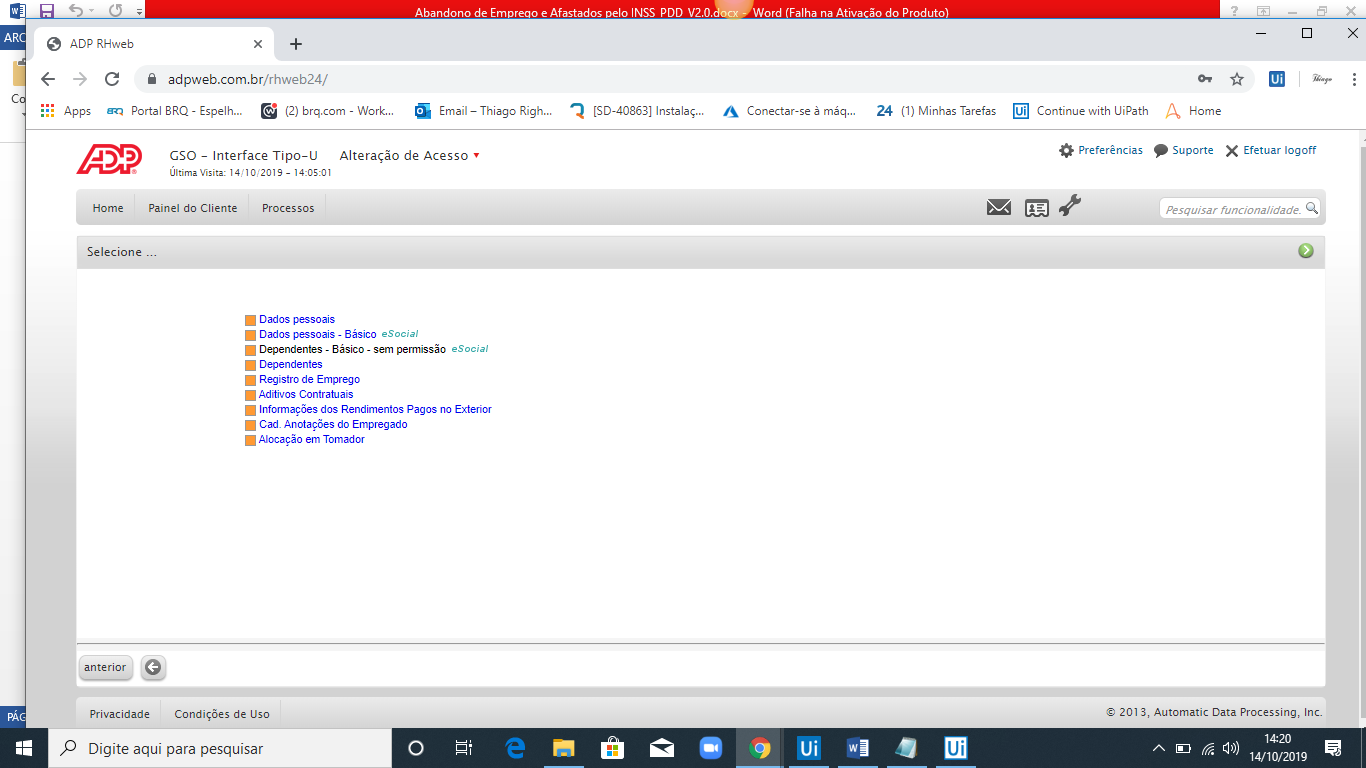 Abandono de Emprego e Afastados pelo INSS_PDD_V2.0.docx - Word (Falha na Ativação do Produto)
ARC
ADP RHweb
adpweb.com.br/rhweb24/
Ui
Thiago
Co
Apps
BRQ
Portal BRQ - Espelh...
(2) brq.com - Work...
Email – Thiago Righ...
[SD-40863] Instalaç...
Conectar-se à máq...
24
(1) Minhas Tarefas
Ui
Continue with UiPath
Home
ADP
GSO - Interface Tipo-U
Alteração de Acesso
Última Visita: 14/10/2019 - 14:05:01
Preferências
Suporte
Efetuar logoff
Home
Painel do Cliente
Processos
Pesquisar funcionalidade.
Selecione ...
Dados pessoais
Dados pessoais - Básico eSocial
Dependentes - Básico - sem permissão eSocial
Dependentes
Registro de Emprego
Aditivos Contratuais
Informações dos Rendimentos Pagos no Exterior
Cad. Anotações do Empregado
Alocação em Tomador
anterior
Privacidade
Condições de Uso
© 2013, Automatic Data Processing, Inc.
PÁG
Digite aqui para pesquisar
Ui
Ui
14:20
14/10/2019